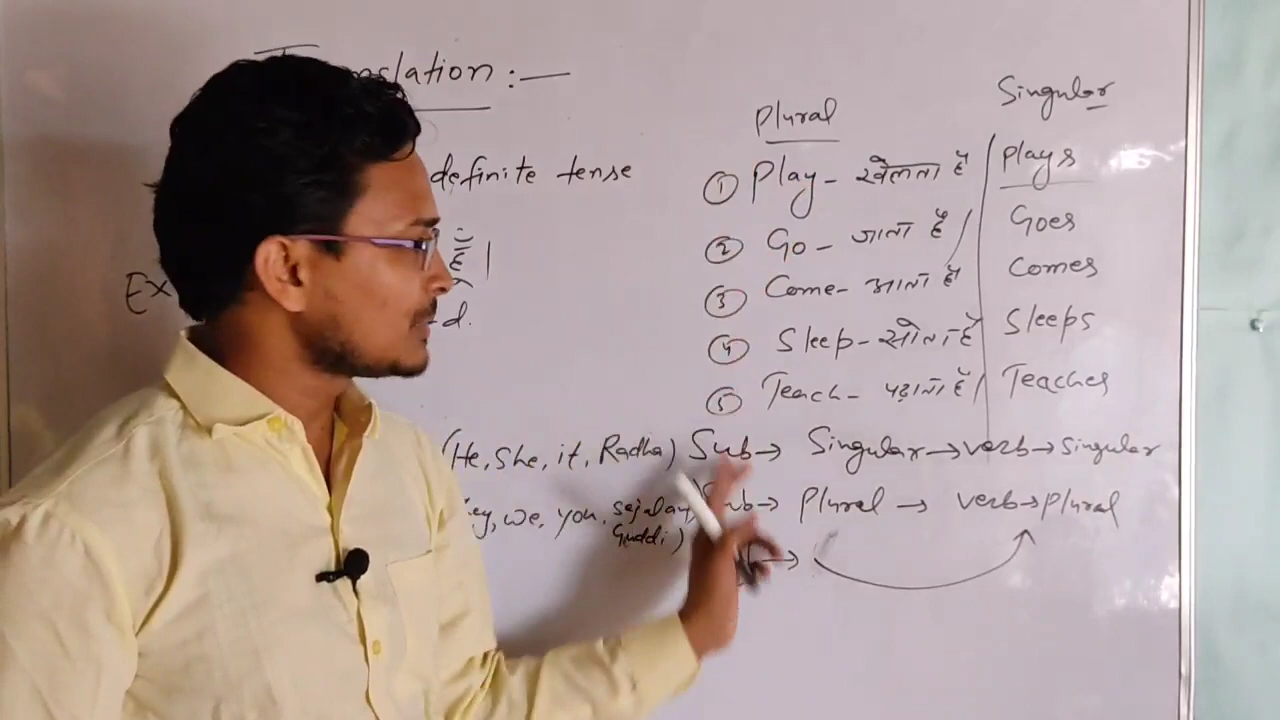 Translation :—
definite tense
हैं |
Ex
-d.
Plural
① Play - खेलता है
② Go - जाता है
③ Come - आता है
④ Sleep - सोता है
⑤ Teach - पढ़ाता है
Singular
Plays
Goes
Comes
Sleeps
Teaches
(He, She, it, Radha) Sub → Singular → verb → Singular
we, you, Sub → Plural → verb → Plural
Guddi)